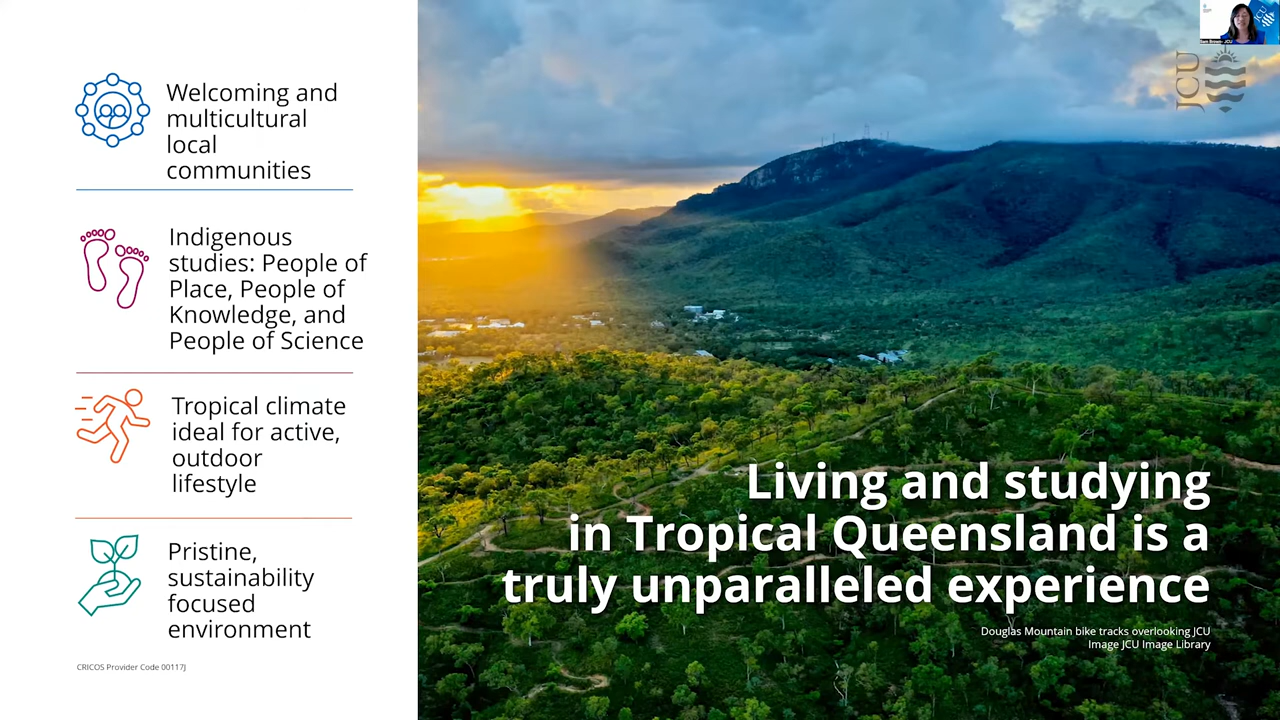 Welcoming and
multicultural
local
communities
Indigenous
studies: People of
Place, People of
Knowledge, and
People of Science
Tropical climate
ideal for active,
outdoor
lifestyle
Pristine,
sustainability
focused
environment
CRICOS Provider Code 00117J
JCU
Living and studying
in Tropical Queensland is a
truly unparalleled experience
Douglas Mountain bike tracks overlooking JCU
Image JCU Image Library